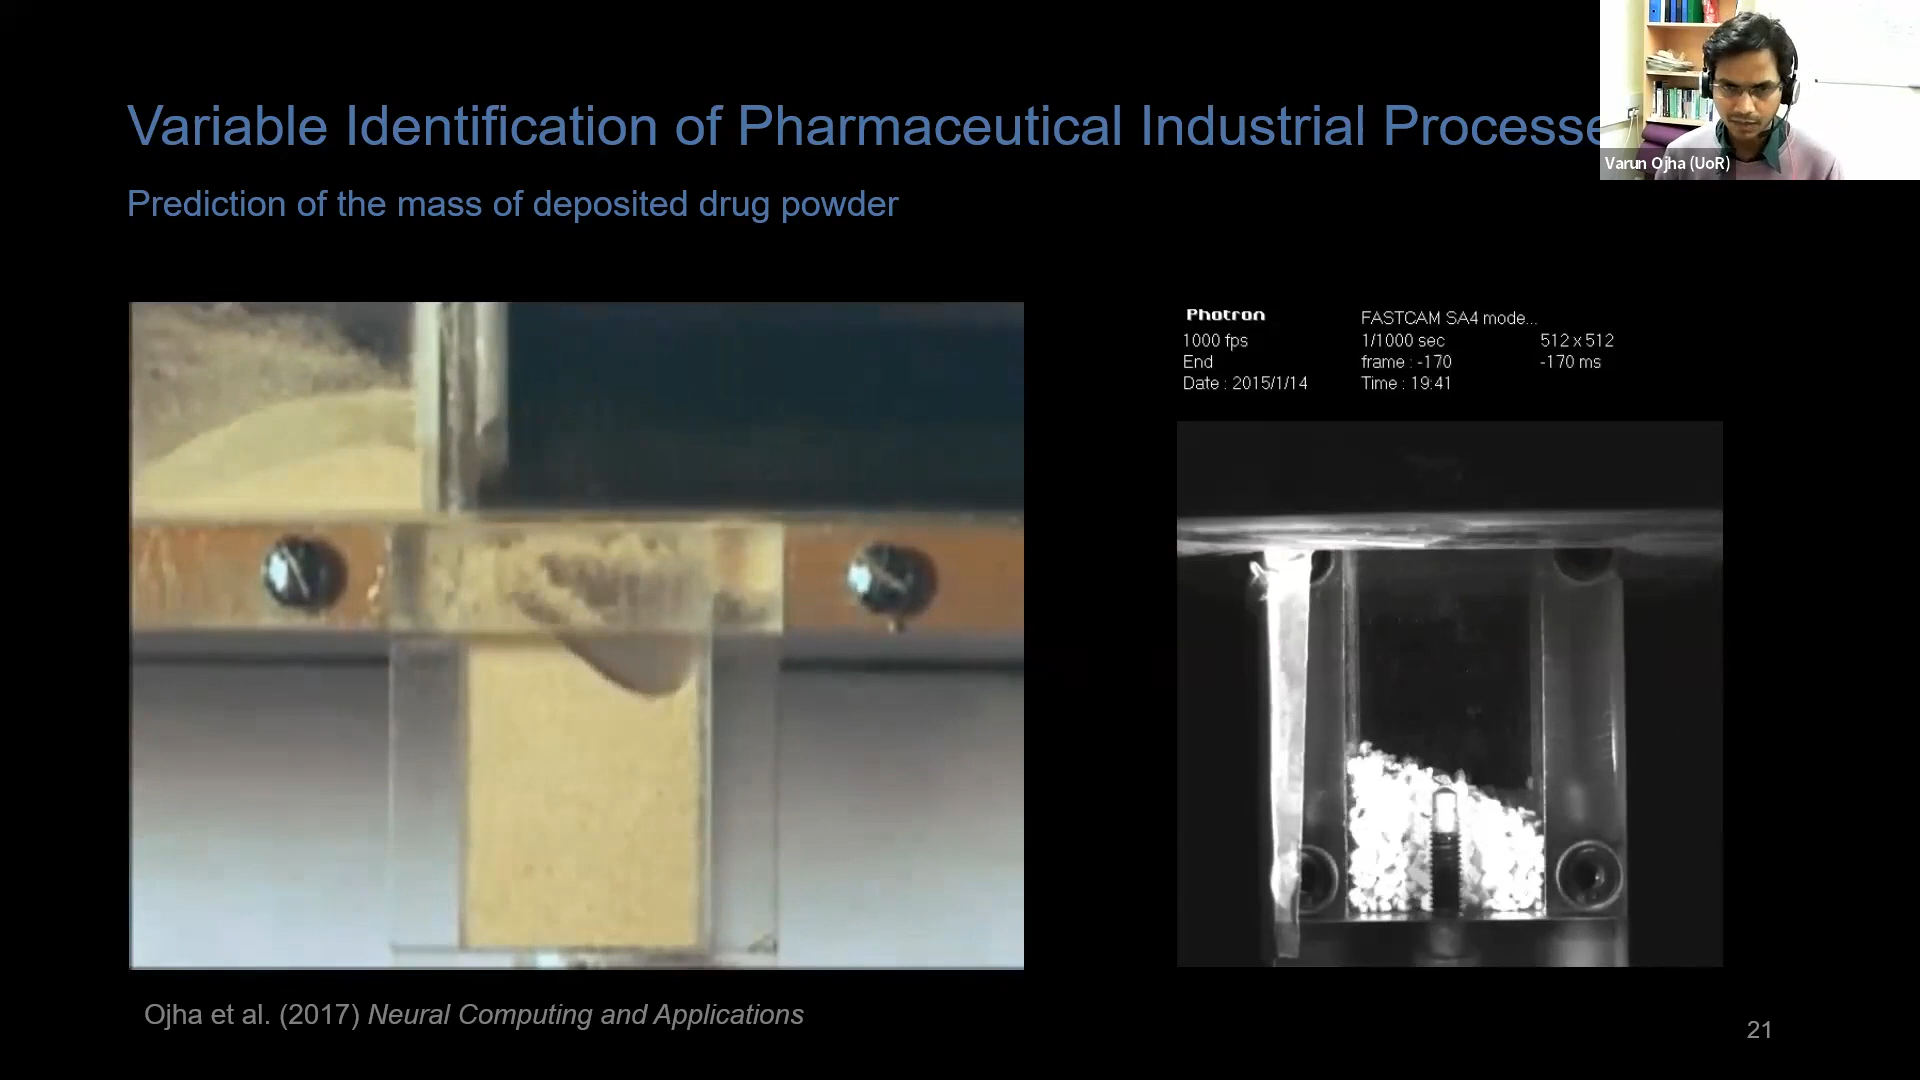 Variable Identification of Pharmaceutical Industrial Processe
Varun Ojha (UoR)
Prediction of the mass of deposited drug powder
Photron
FASTCAM SA4 mode...
1000 fps
1/1000 sec
512 x 512
End
frame : -170
-170 ms
Date : 2015/1/14
Time : 19:41
Ojha et al. (2017) Neural Computing and Applications
21